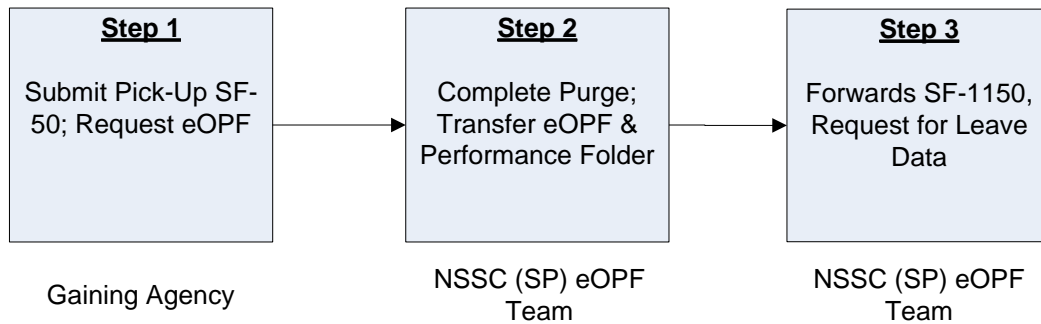 Step 1
Submit Pick-Up SF-
50; Request eOPF
Gaining Agency
Step 2
Complete Purge;
Transfer eOPF &
Performance Folder
NSSC (SP) eOPF
Team
Step 3
Forwards SF-1150,
Request for Leave
Data
NSSC (SP) eOPF
Team